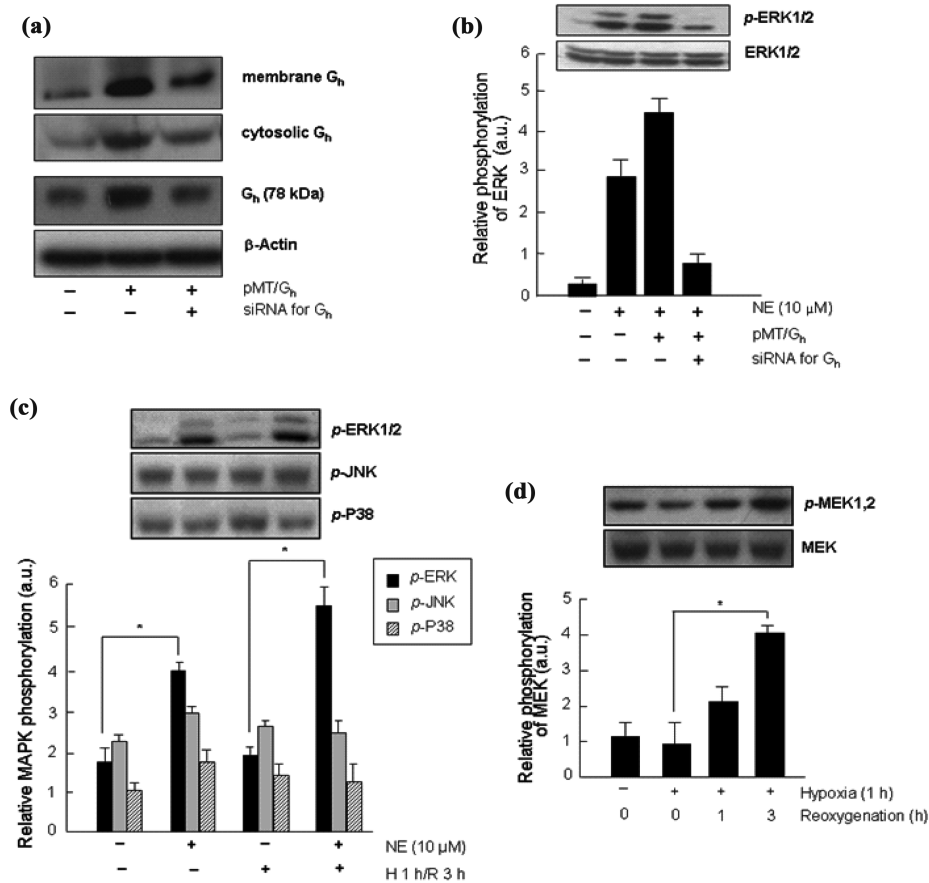 (a)
membrane Gh
cytosolic Gh
Gh (78 kDa)
β-Actin
– + + pMT/Gh
– – + siRNA for Gh
(b)
p-ERK1/2
ERK1/2
Relative phosphorylation
of ERK (a.u.)
6
5
4
3
2
1
0
– + + + NE (10 μM)
– – + + pMT/Gh
– – – + siRNA for Gh
(c)
p-ERK1/2
p-JNK
p-P38
Relative MAPK phosphorylation (a.u.)
6
5
4
3
2
1
0
*
*
p-ERK
p-JNK
p-P38
– + – + NE (10 μM)
– – + + H 1 h/R 3 h
(d)
p-MEK1,2
MEK
Relative phosphorylation
of MEK (a.u.)
5
4
3
2
1
0
*
– + + + Hypoxia (1 h)
0 0 1 3 Reoxygenation (h)